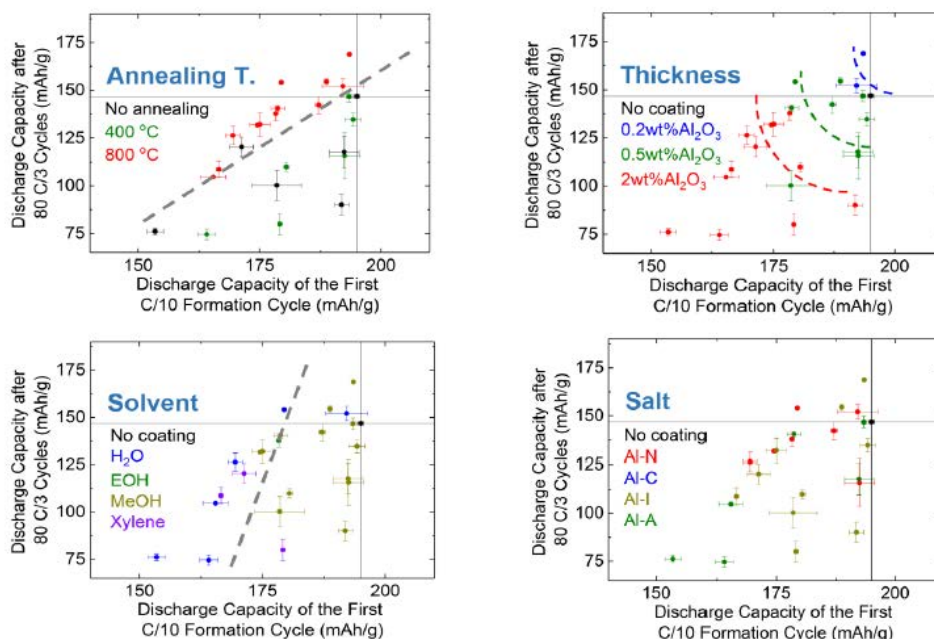 Discharge Capacity after
80 C/3 Cycles (mAh/g)
175
150
125
100
75
Annealing T.
No annealing
400 °C
800 °C
150
175
200
Discharge Capacity of the First
C/10 Formation Cycle (mAh/g)
Discharge Capacity after
80 C/3 Cycles (mAh/g)
175
150
125
100
75
Thickness
No coating
0.2wt%Al₂O₃
0.5wt%Al₂O₃
2wt%Al₂O₃
150
175
200
Discharge Capacity of the First
C/10 Formation Cycle (mAh/g)
Discharge Capacity after
80 C/3 Cycles (mAh/g)
175
150
125
100
75
Solvent
No coating
H₂O
EOH
MeOH
Xylene
150
175
200
Discharge Capacity of the First
C/10 Formation Cycle (mAh/g)
Discharge Capacity after
80 C/3 Cycles (mAh/g)
175
150
125
100
75
Salt
No coating
Al-N
Al-C
Al-I
Al-A
150
175
200
Discharge Capacity of the First
C/10 Formation Cycle (mAh/g)